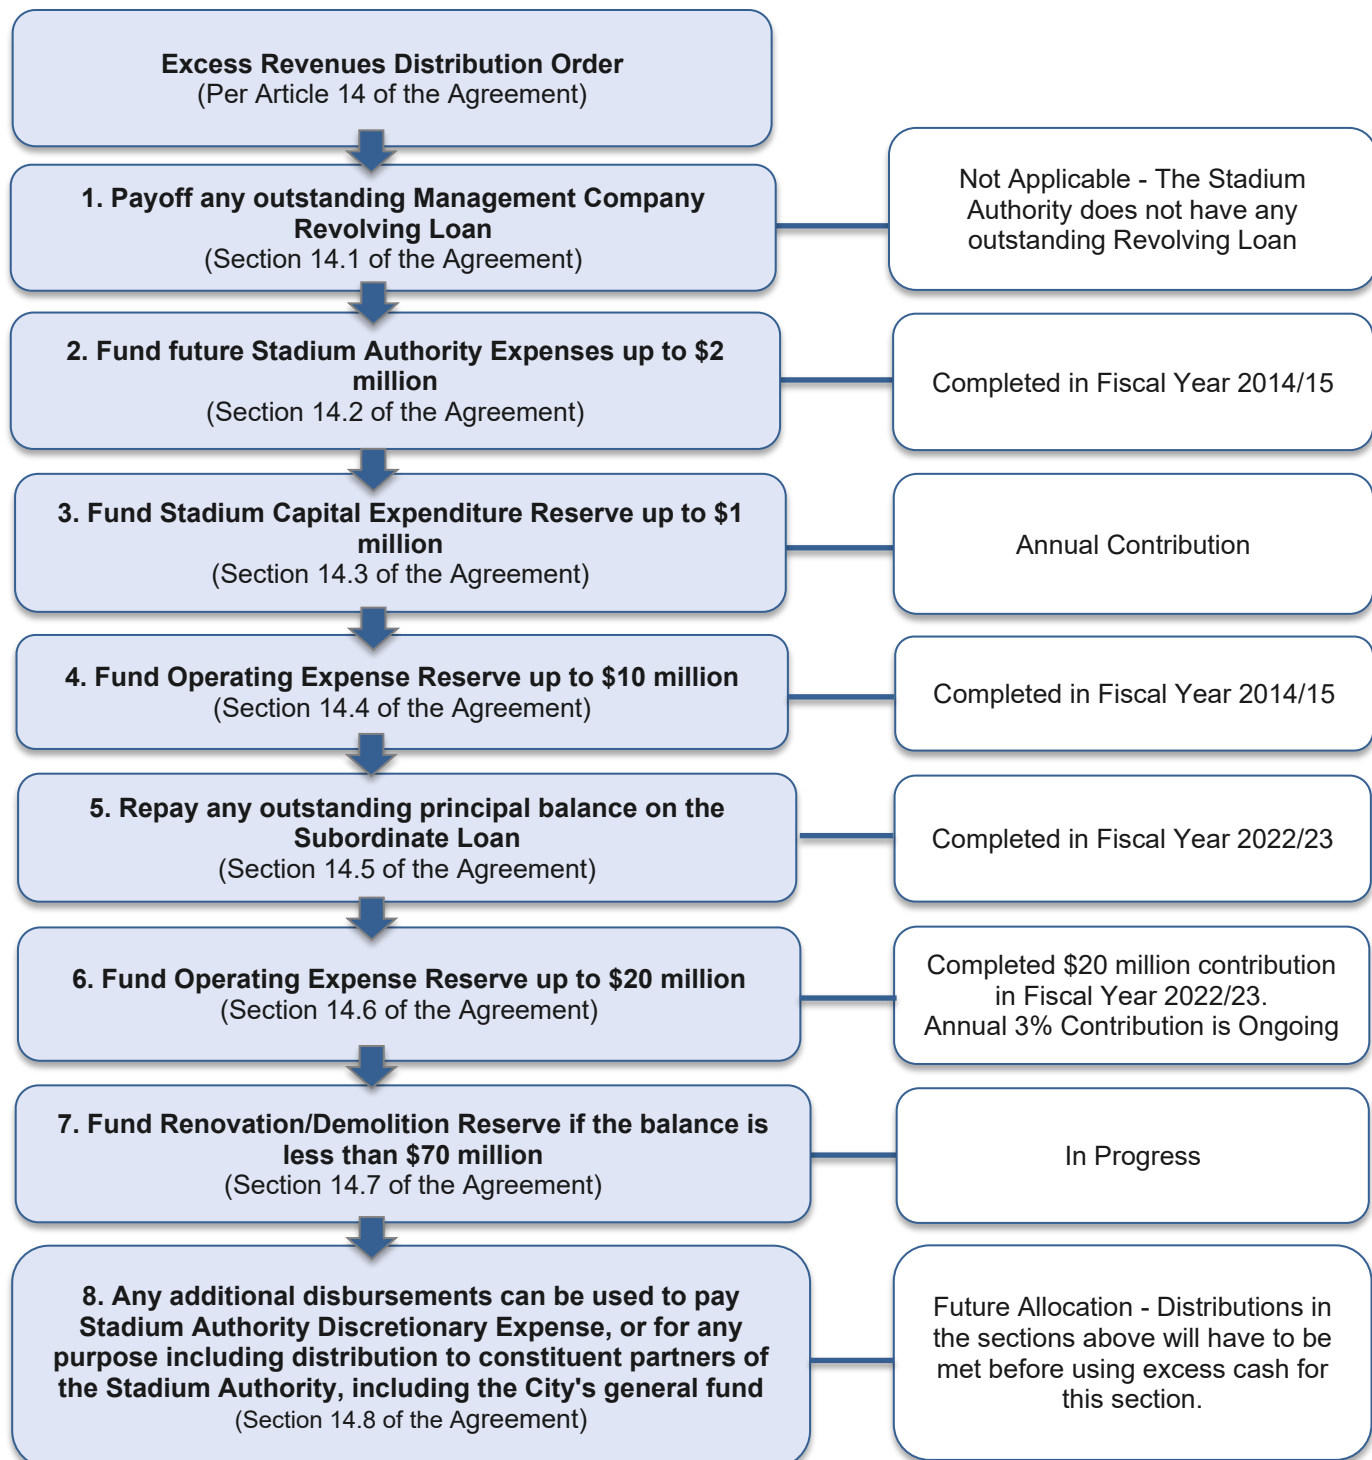 Excess Revenues Distribution Order
(Per Article 14 of the Agreement)
1. Payoff any outstanding Management Company
Revolving Loan
(Section 14.1 of the Agreement)
Not Applicable - The Stadium
Authority does not have any
outstanding Revolving Loan
2. Fund future Stadium Authority Expenses up to $2
million
(Section 14.2 of the Agreement)
Completed in Fiscal Year 2014/15
3. Fund Stadium Capital Expenditure Reserve up to $1
million
(Section 14.3 of the Agreement)
Annual Contribution
4. Fund Operating Expense Reserve up to $10 million
(Section 14.4 of the Agreement)
Completed in Fiscal Year 2014/15
5. Repay any outstanding principal balance on the
Subordinate Loan
(Section 14.5 of the Agreement)
Completed in Fiscal Year 2022/23
6. Fund Operating Expense Reserve up to $20 million
(Section 14.6 of the Agreement)
Completed $20 million contribution
in Fiscal Year 2022/23.
Annual 3% Contribution is Ongoing
7. Fund Renovation/Demolition Reserve if the balance is
less than $70 million
(Section 14.7 of the Agreement)
In Progress
8. Any additional disbursements can be used to pay
Stadium Authority Discretionary Expense, or for any
purpose including distribution to constituent partners of
the Stadium Authority, including the City's general fund
(Section 14.8 of the Agreement)
Future Allocation - Distributions in
the sections above will have to be
met before using excess cash for
this section.